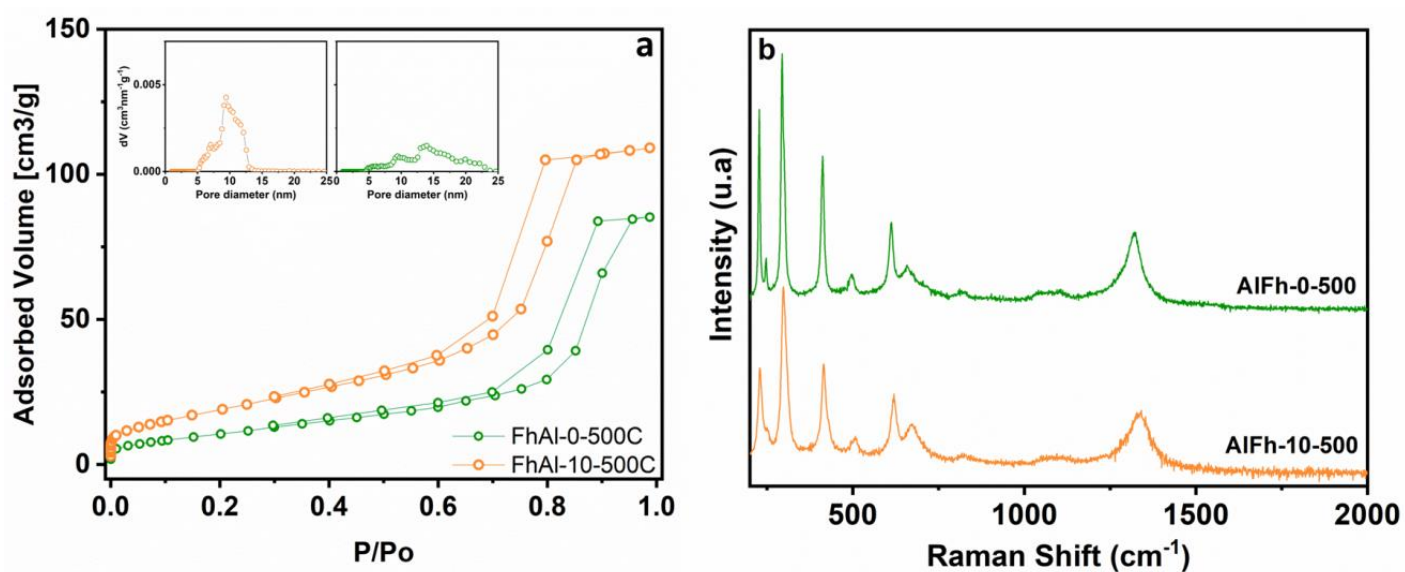 a
150
100
50
0
Adsorbed Volume [cm3/g]
0.0 0.2 0.4 0.6 0.8 1.0
P/Po
FhAl-0-500C
FhAl-10-500C
dV (cm³nm⁻¹g⁻¹)
0.005
0.000
0 5 10 15 20 25
Pore diameter (nm)
5 10 15 20 25
Pore diameter (nm)
b
Intensity (u.a)
AlFh-0-500
AlFh-10-500
500 1000 1500 2000
Raman Shift (cm⁻¹)